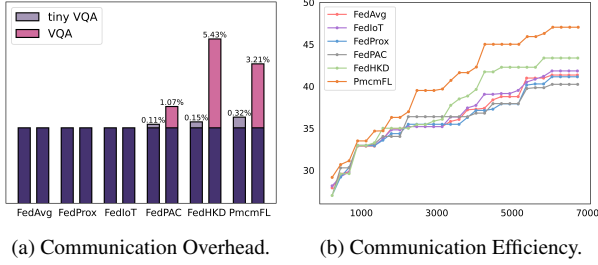 tiny VQA
VQA
5.43%
3.21%
1.07%
0.11%
0.15%
0.32%
FedAvg FedProx FedIoT FedPAC FedHKD PmcmFL
(a) Communication Overhead.
50
45
40
35
30
FedAvg
FedIoT
FedProx
FedPAC
FedHKD
PmcmFL
1000 3000 5000 7000
(b) Communication Efficiency.